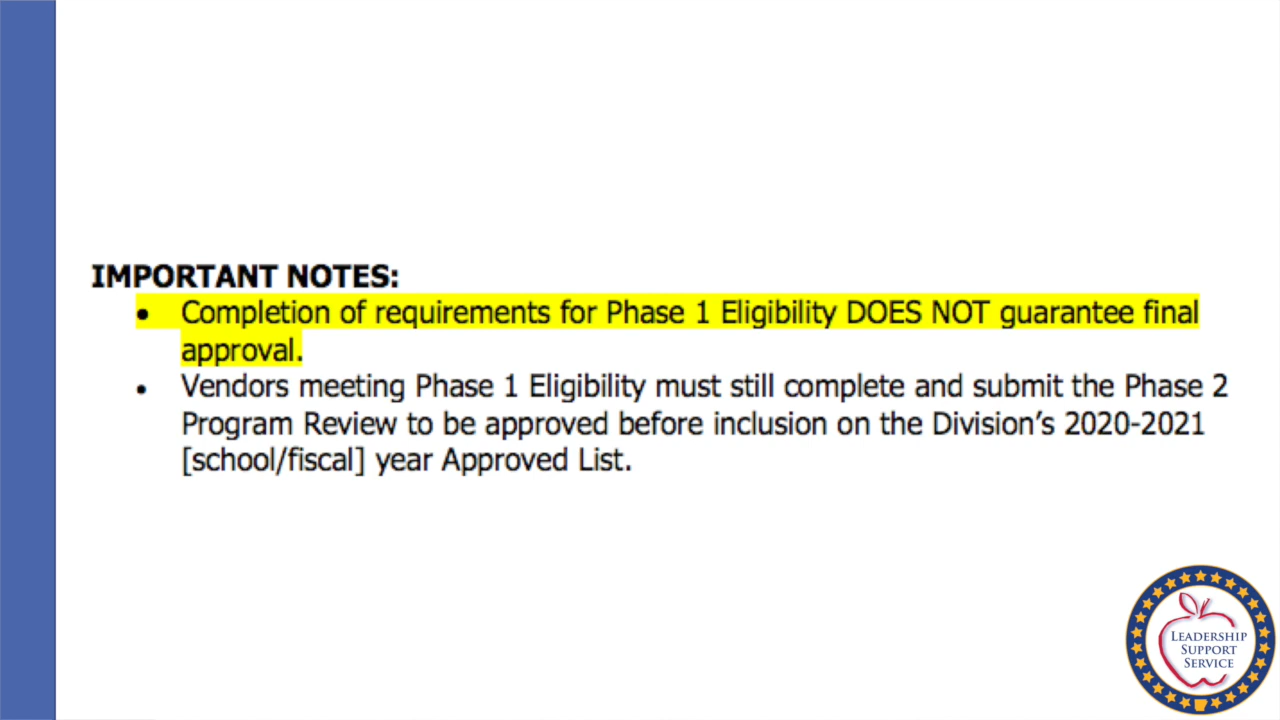 IMPORTANT NOTES:
• Completion of requirements for Phase 1 Eligibility DOES NOT guarantee final
approval.
• Vendors meeting Phase 1 Eligibility must still complete and submit the Phase 2
Program Review to be approved before inclusion on the Division's 2020-2021
[school/fiscal] year Approved List.
LEADERSHIP
SUPPORT
SERVICE